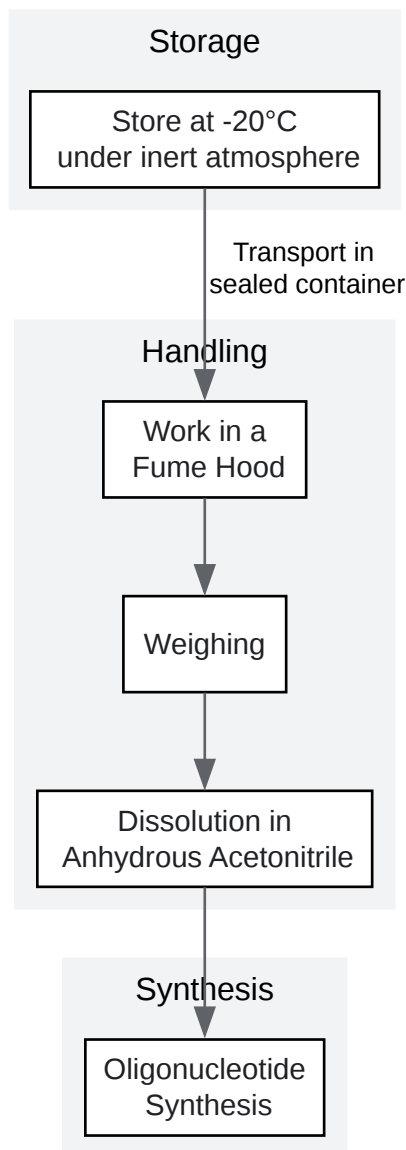 Storage
Store at -20°C
under inert atmosphere
Transport in
sealed container
Handling
Work in a
Fume Hood
Weighing
Dissolution in
Anhydrous Acetonitrile
Synthesis
Oligonucleotide
Synthesis